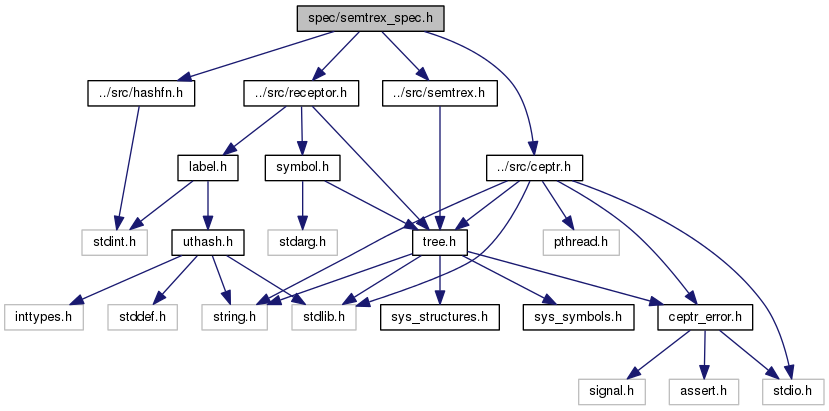 spec/semtrex_spec.h
../src/hashfn.h
../src/receptor.h
../src/semtrex.h
label.h
symbol.h
../src/ceptr.h
stdint.h
uthash.h
stdarg.h
tree.h
pthread.h
inttypes.h
stddef.h
string.h
stdlib.h
sys_structures.h
sys_symbols.h
ceptr_error.h
signal.h
assert.h
stdio.h